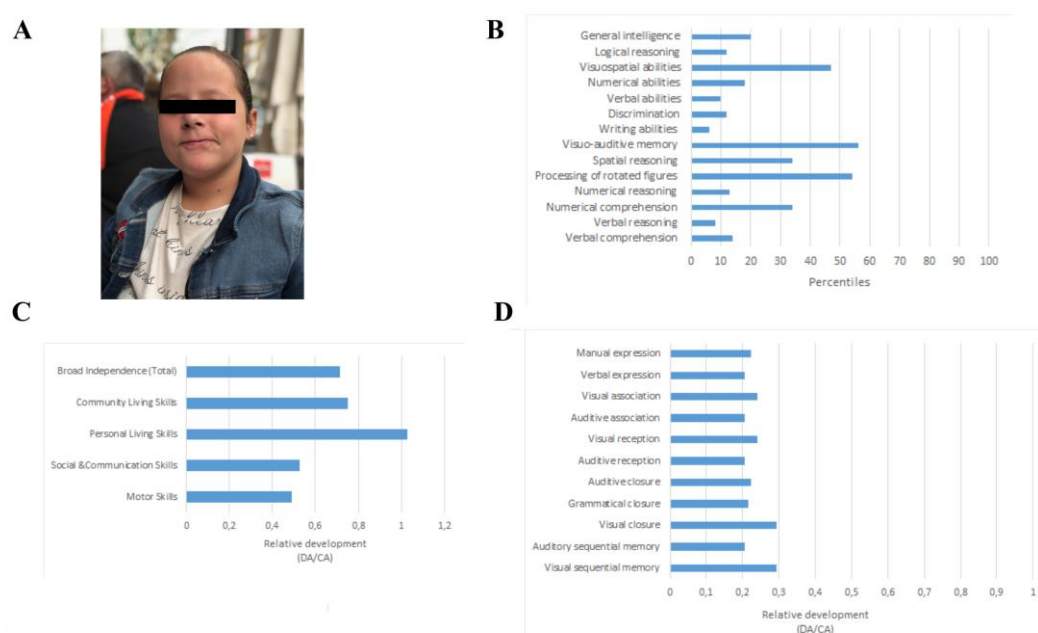 A
B
General intelligence
Logical reasoning
Visuospatial abilities
Numerical abilities
Verbal abilities
Discrimination
Writing abilities
Visuo-auditive memory
Spatial reasoning
Processing of rotated figures
Numerical reasoning
Numerical comprehension
Verbal reasoning
Verbal comprehension
0 10 20 30 40 50 60 70 80 90 100
Percentiles
C
Broad Independence (Total)
Community Living Skills
Personal Living Skills
Social &Communication Skills
Motor Skills
0 0,2 0,4 0,6 0,8 1 1,2
Relative development
(DA/CA)
D
Manual expression
Verbal expression
Visual association
Auditive association
Visual reception
Auditive reception
Auditive closure
Grammatical closure
Visual closure
Auditory sequential memory
Visual sequential memory
0 0,1 0,2 0,3 0,4 0,5 0,6 0,7 0,8 0,9 1
Relative development
(DA/CA)